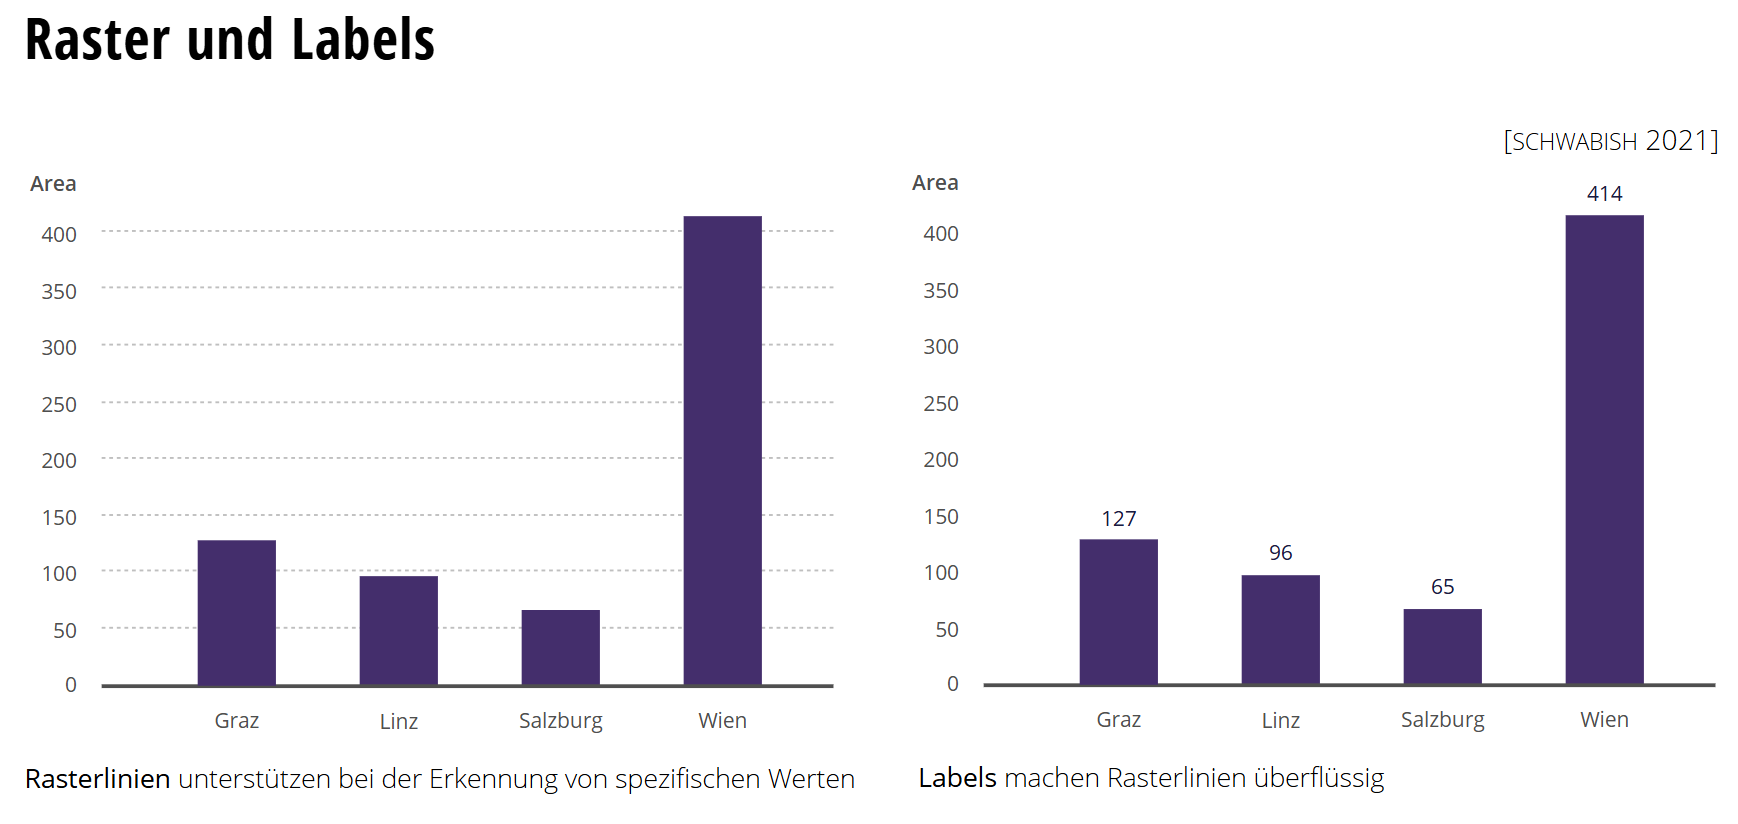 Raster und Labels
[SCHWABISH 2021]
Area
400
350
300
250
200
150
100
50
0
Graz Linz Salzburg Wien
Rasterlinien unterstützen bei der Erkennung von spezifischen Werten
Area
414
400
350
300
250
200
150
127
100
96
65
50
0
Graz Linz Salzburg Wien
Labels machen Rasterlinien überflüssig